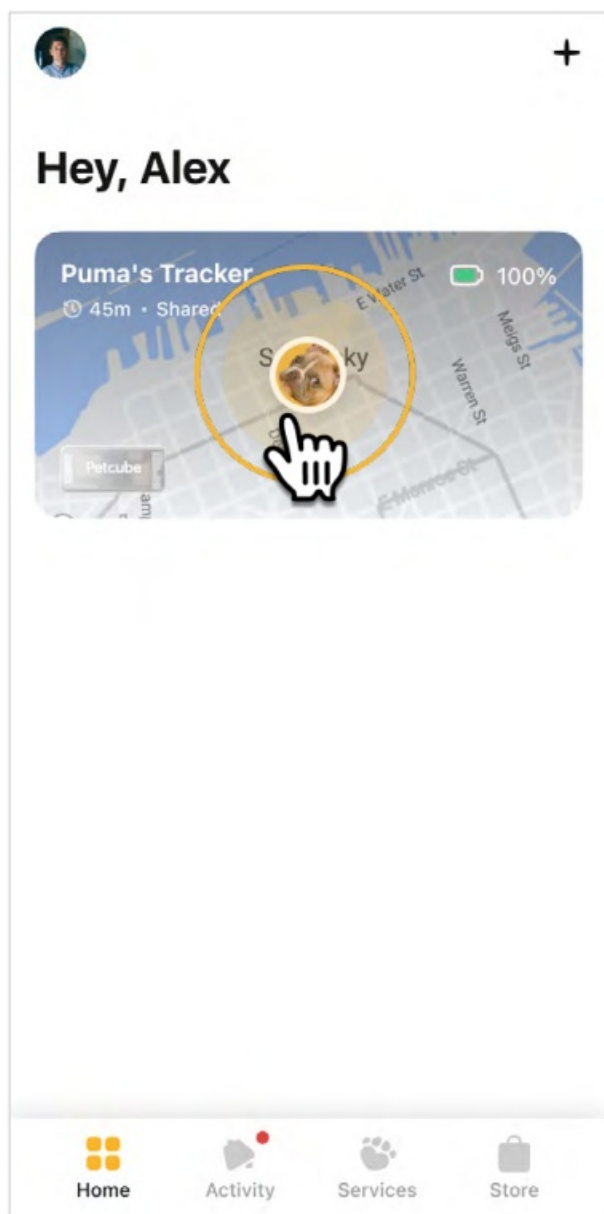 Hey, Alex
Puma's Tracker
100%
45m • Shared
E Water St
Meigs St
S ky
Warren St
Petcube
E Monroe St
Home
Activity
Services
Store